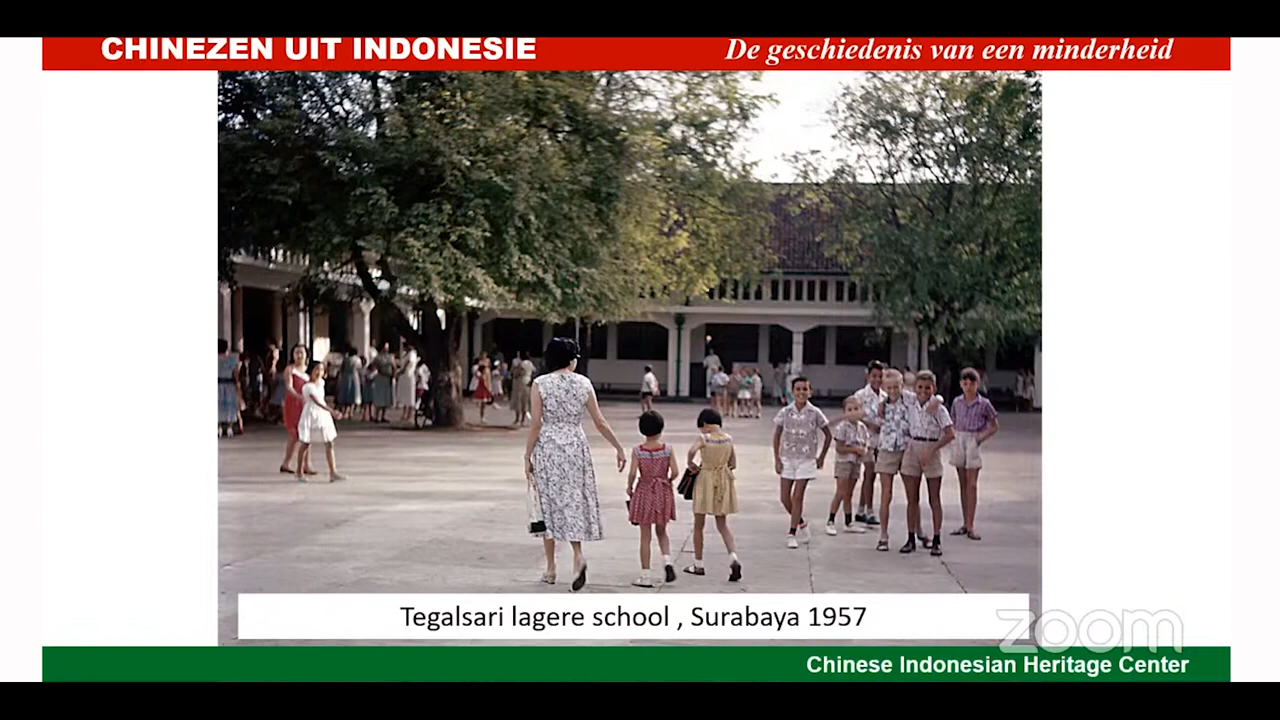 CHINEZEN UIT INDONESIE
De geschiedenis van een minderheid
Tegalsari lagere school , Surabaya 1957
zoom
Chinese Indonesian Heritage Center